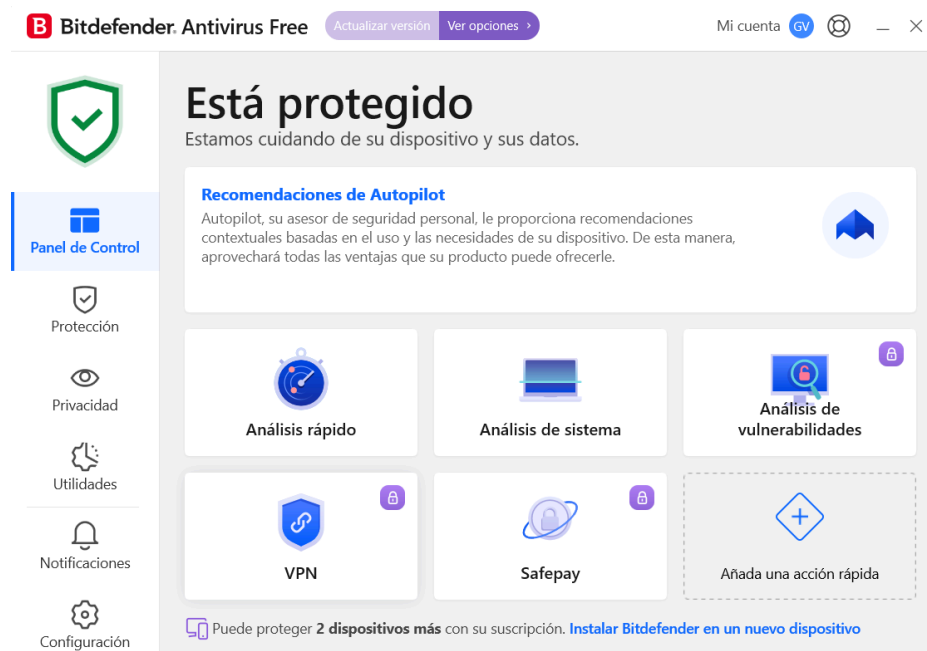 B Bitdefender Antivirus Free Actualizar versión Ver opciones > Mi cuenta GV
Está protegido
Estamos cuidando de su dispositivo y sus datos.
Recomendaciones de Autopilot
Autopilot, su asesor de seguridad personal, le proporciona recomendaciones
contextuales basadas en el uso y las necesidades de su dispositivo. De esta manera,
aprovechará todas las ventajas que su producto puede ofrecerle.
Panel de Control
Protección
Privacidad
Utilidades
Notificaciones
Configuración
Análisis rápido
Análisis de sistema
Análisis de
vulnerabilidades
VPN
Safepay
Añada una acción rápida
Puede proteger 2 dispositivos más con su suscripción. Instalar Bitdefender en un nuevo dispositivo